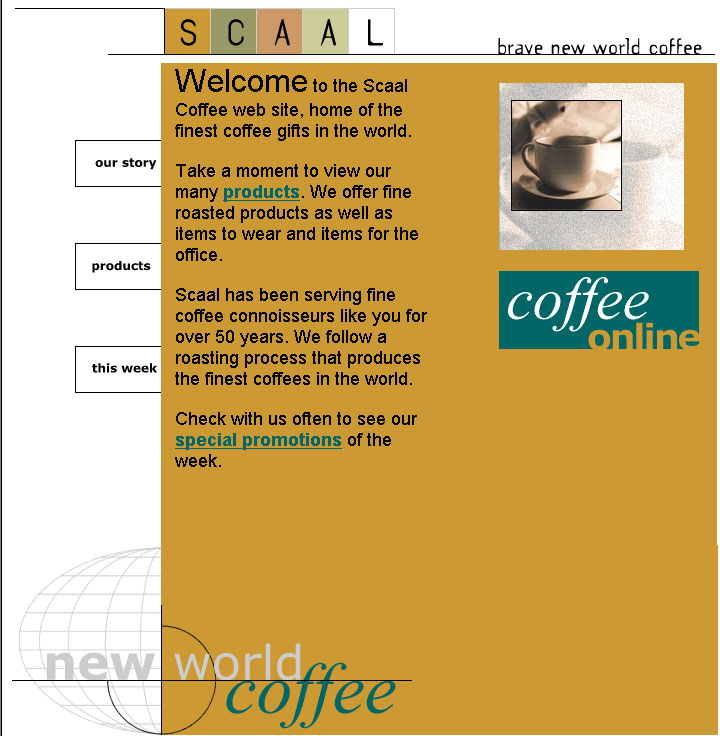 SCAAL
brave new world coffee
our story
products
this week
Welcome to the Scaal
Coffee web site, home of the
finest coffee gifts in the world.
Take a moment to view our
many products. We offer fine
roasted products as well as
items to wear and items for the
office.
Scaal has been serving fine
coffee connoisseurs like you for
over 50 years. We follow a
roasting process that produces
the finest coffees in the world.
Check with us often to see our
special promotions of the
week.
coffee
online
new world
coffee